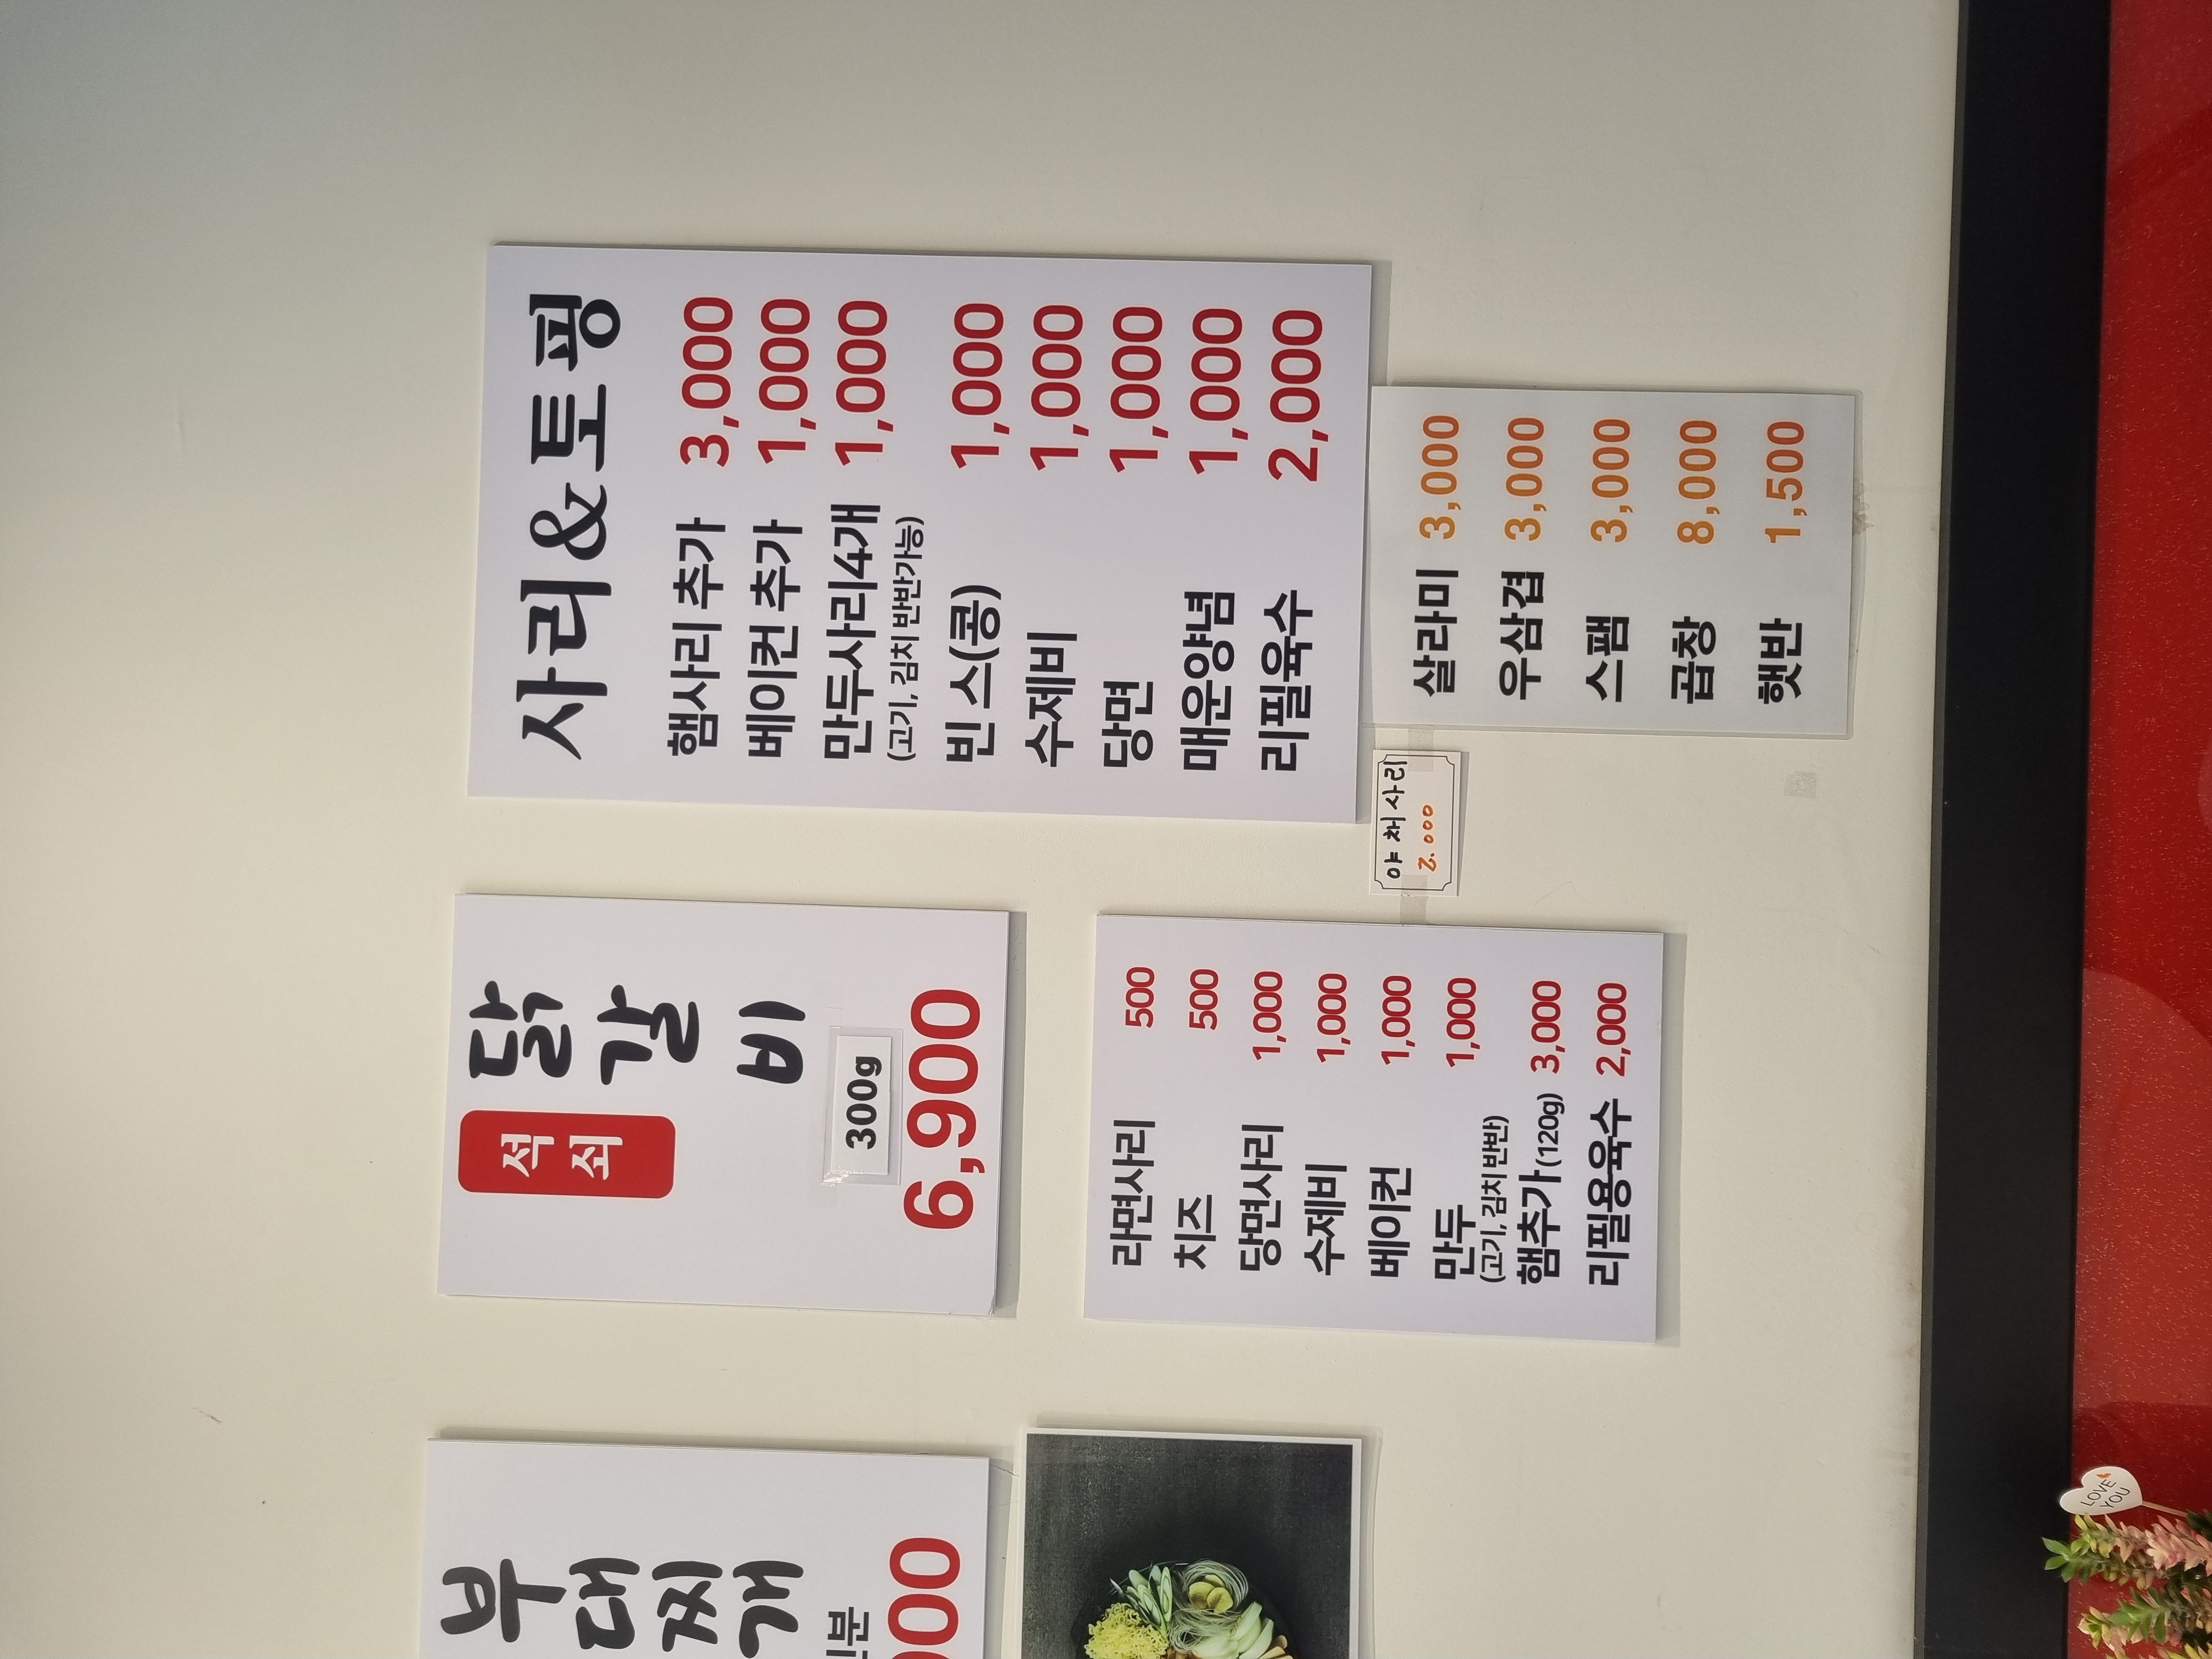 부
대
찌
개
석쇠
닭
갈
비
300g
6,900
라면사리 500
치즈 500
당면사리 1,000
수제비 1,000
베이컨 1,000
만두 1,000
(고기, 김치 반반)
햄추가(120g) 3,000
리필용육수 2,000
사리&토핑
햄사리 추가 3,000
베이컨 추가 1,000
만두사리4개 1,000
(고기, 김치 반반가능)
빈 스(콩) 1,000
수제비 1,000
당면 1,000
매운양념 1,000
리필육수 2,000
야채사리
2.000
살라미 3,000
우삼겹 3,000
스팸 3,000
곱창 8,000
햇반 1,500
LOVE
YOU